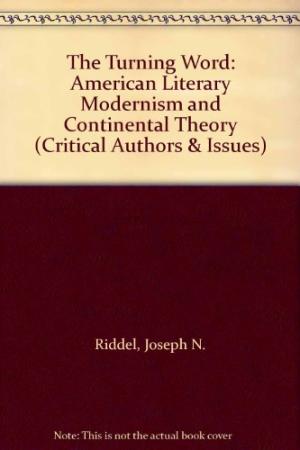 The Turning Word:
American Literary
Modernism and
Continental Theory
(Critical Authors & Issues)
Riddel, Joseph N.
Note: This is not the actual book cover